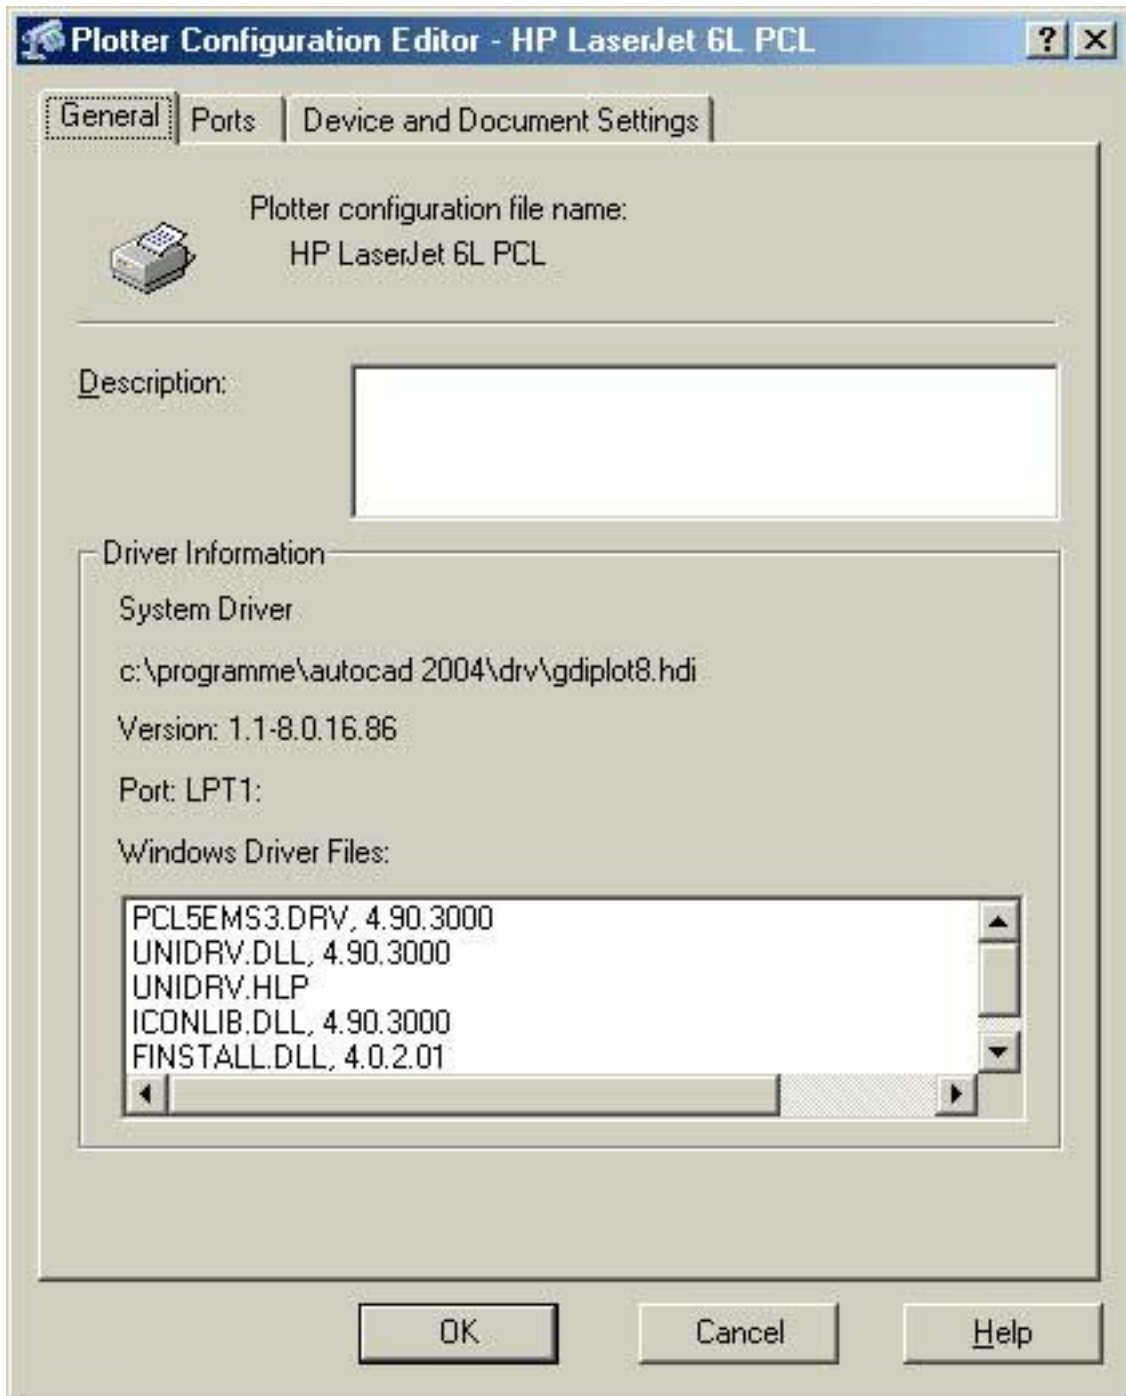 Plotter Configuration Editor - HP LaserJet 6L PCL
General Ports Device and Document Settings
Plotter configuration file name:
HP LaserJet 6L PCL
Description:
Driver Information
System Driver
c:\programme\autocad 2004\drv\gdiplot8.hdi
Version: 1.1-8.0.16.86
Port: LPT1:
Windows Driver Files:
PCL5EMS3.DRV, 4.90.3000
UNIDRV.DLL, 4.90.3000
UNIDRV.HLP
ICONLIB.DLL, 4.90.3000
FINSTALL.DLL, 4.0.2.01
OK Cancel Help